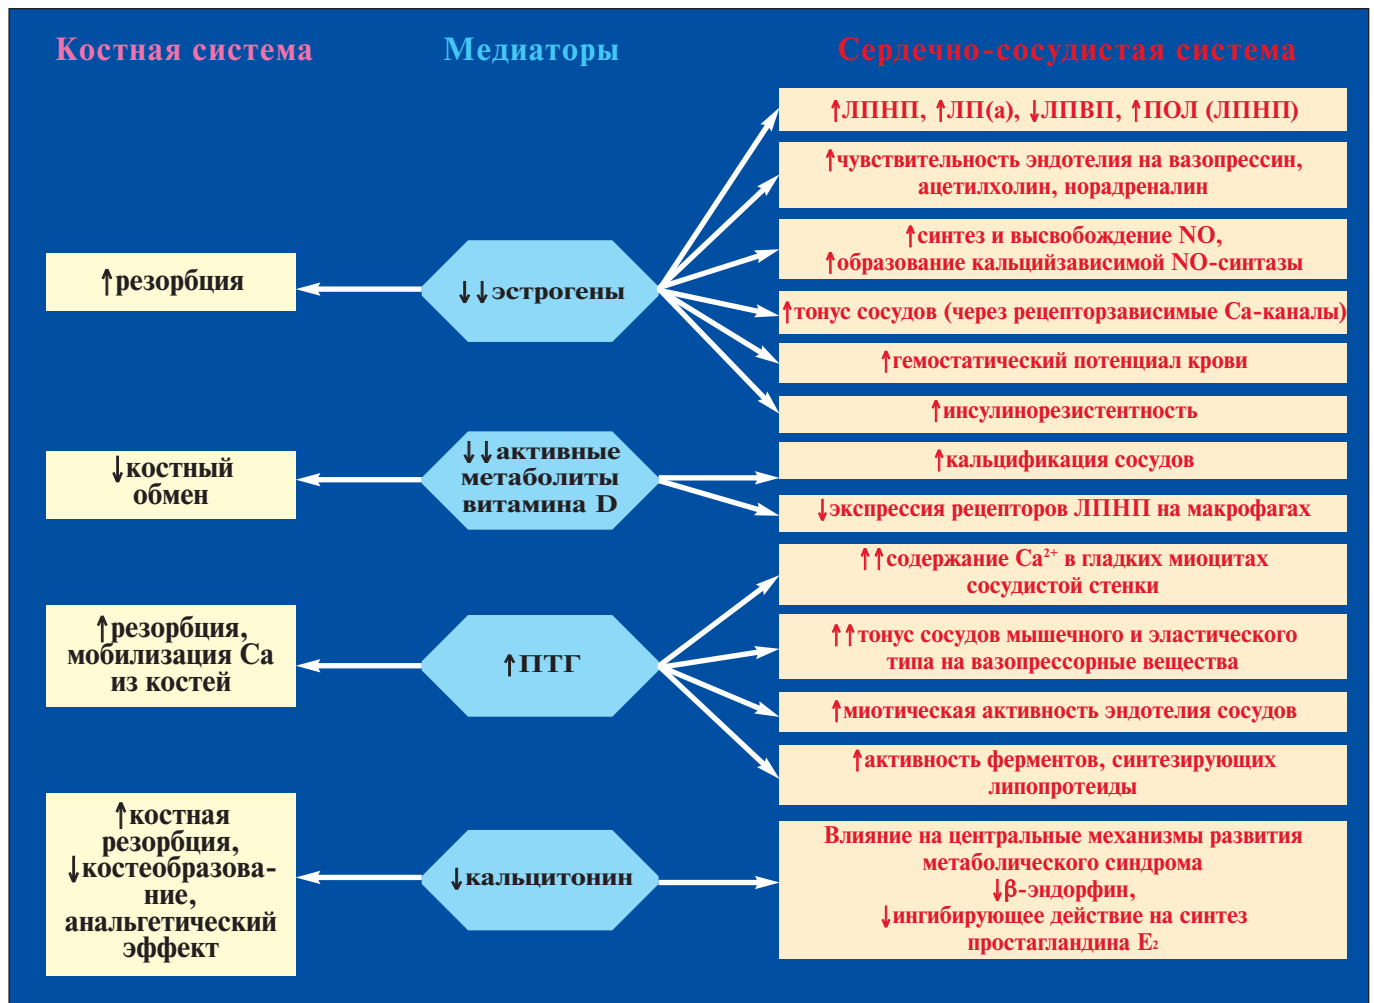 Костная система
Медиаторы
Сердечно-сосудистая система
↑резорбция
↓↓эстрогены
↑ЛПНП, ↑ЛП(а), ↓ЛПВП, ↑ПОЛ (ЛПНП)
↑чувствительность эндотелия на вазопрессин,
ацетилхолин, норадреналин
↑синтез и высвобождение NO,
↑образование кальцийзависимой NO-синтазы
↑тонус сосудов (через рецепторзависимые Ca-каналы)
↑гемостатический потенциал крови
↑инсулинорезистентность
↓костный
обмен
↓↓активные
метаболиты
витамина D
↑кальцификация сосудов
↓экспрессия рецепторов ЛПНП на макрофагах
↑резорбция,
мобилизация Ca
из костей
↑ПТГ
↑↑содержание Ca²⁺ в гладких миоцитах
сосудистой стенки
↑↑тонус сосудов мышечного и эластического
типа на вазопрессорные вещества
↑миотическая активность эндотелия сосудов
↑активность ферментов, синтезирующих
липопротеиды
↑костная
резорбция,
↓костеобразова-
ние,
анальгетический
эффект
↓кальцитонин
Влияние на центральные механизмы развития
метаболического синдрома
↓β-эндорфин,
↓ингибирующее действие на синтез
простагландина E₂